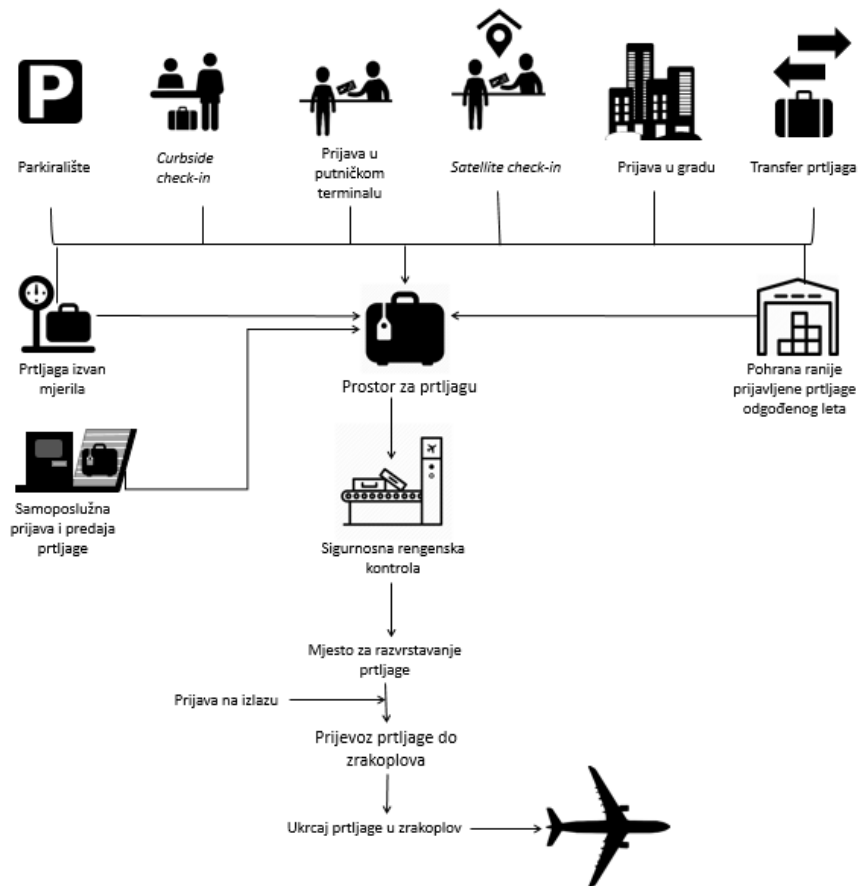 P
Parkiralište
Curbside
check-in
Prijava u
putničkom
terminalu
Satellite check-in
Prijava u gradu
Transfer prtljaga
Prtljaga izvan
mjerila
Prostor za prtljagu
Pohrana ranije
prijavljene prtljage
odgođenog leta
Samoposlužna
prijava i predaja
prtljage
Sigurnosna rengenska
kontrola
Mjesto za razvrstavanje
prtljage
Prijava na izlazu
Prijevoz prtljage do
zrakoplova
Ukrcaj prtljage u zrakoplov